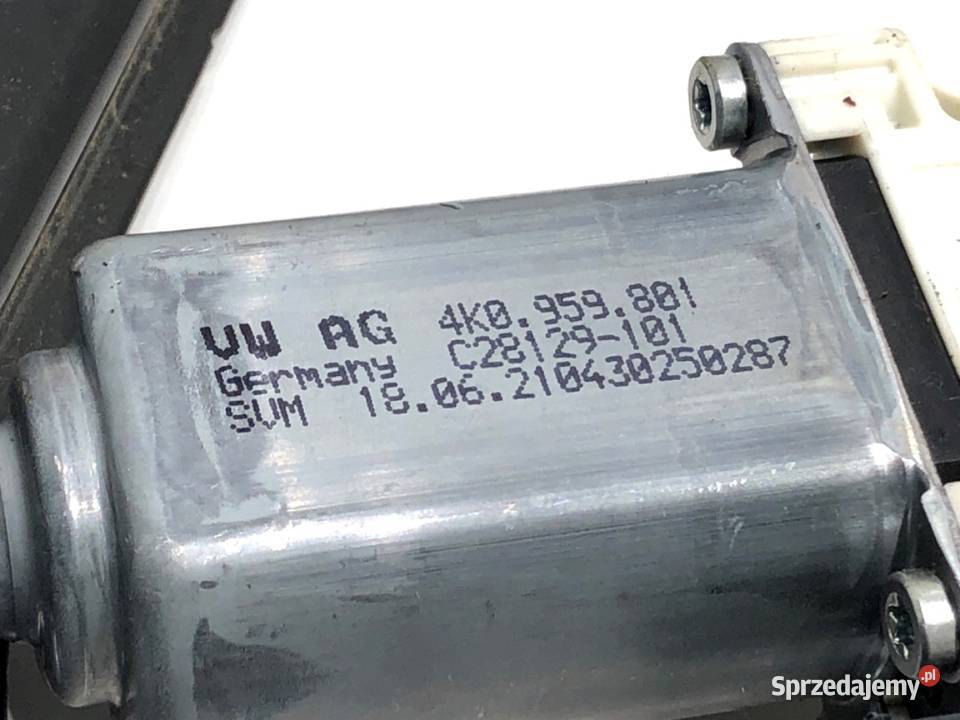 VW AG 4K0.959.801
Germany C28129-101
SVM 18.06.210430250287
Sprzedajemy.pl